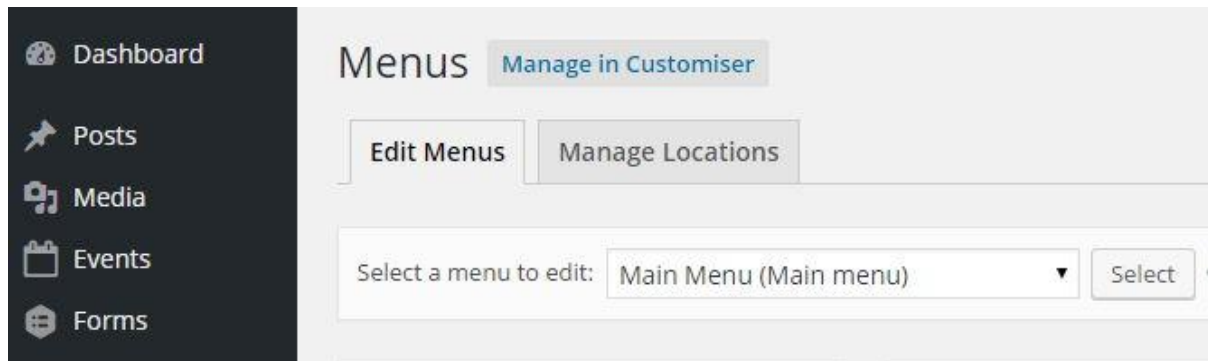 Dashboard
Posts
Media
Events
Forms
Menus Manage in Customiser
Edit Menus Manage Locations
Select a menu to edit: Main Menu (Main menu) Select